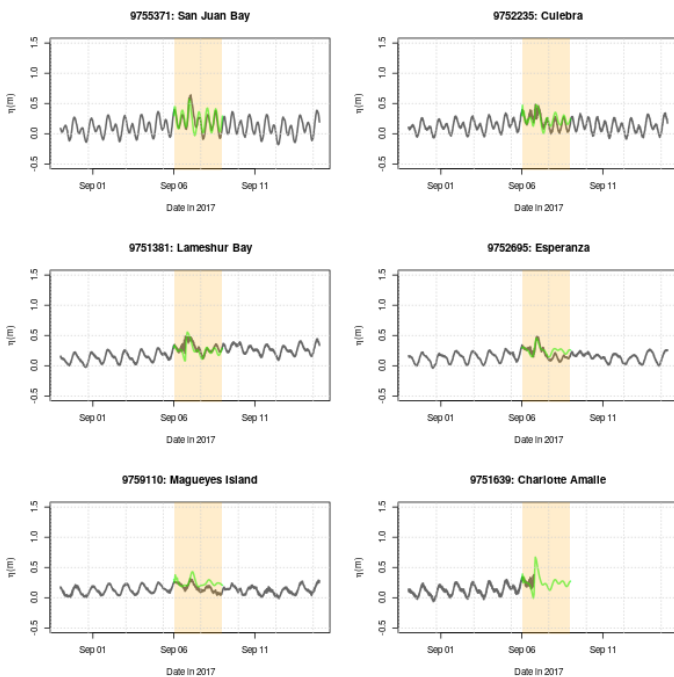 9755371: San Juan Bay
1.5
1.0
0.5
0.0
-0.5
η(m)
Sep 01 Sep 06 Sep 11
Date in 2017
9752235: Culebra
1.5
1.0
0.5
0.0
-0.5
η(m)
Sep 01 Sep 06 Sep 11
Date in 2017
9751381: Lameshur Bay
1.5
1.0
0.5
0.0
-0.5
η(m)
Sep 01 Sep 06 Sep 11
Date in 2017
9752695: Esperanza
1.5
1.0
0.5
0.0
-0.5
η(m)
Sep 01 Sep 06 Sep 11
Date in 2017
9759110: Magueyes Island
1.5
1.0
0.5
0.0
-0.5
η(m)
Sep 01 Sep 06 Sep 11
Date in 2017
9751639: Charlotte Amalie
1.5
1.0
0.5
0.0
-0.5
η(m)
Sep 01 Sep 06 Sep 11
Date in 2017